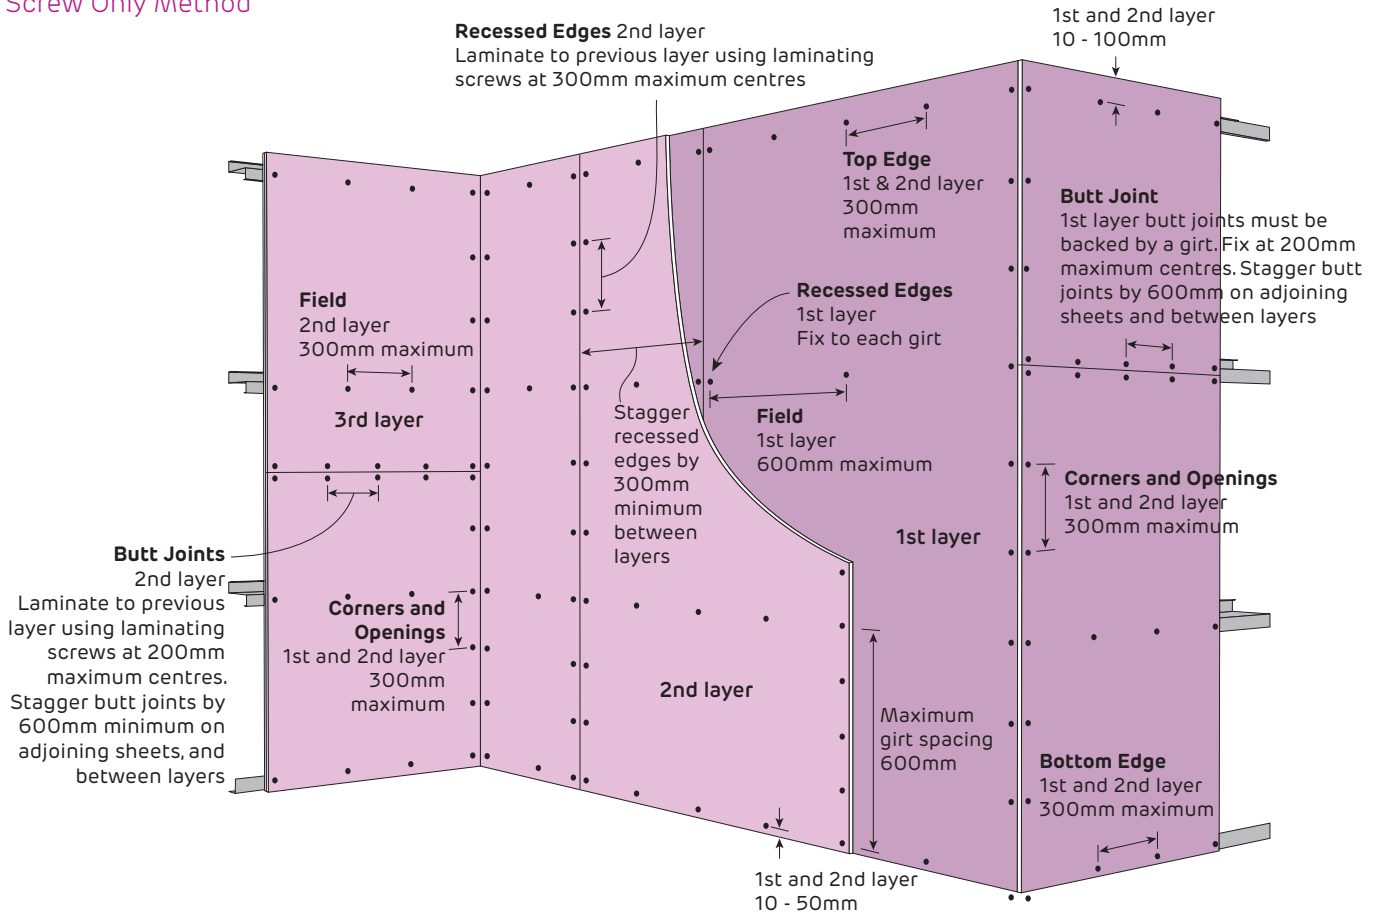 Screw Only Method
Recessed Edges 2nd layer
Laminate to previous layer using laminating
screws at 300mm maximum centres
1st and 2nd layer
10 - 100mm
Top Edge
1st & 2nd layer
300mm
maximum
Butt Joint
1st layer butt joints must be
backed by a girt. Fix at 200mm
maximum centres. Stagger butt
joints by 600mm on adjoining
sheets and between layers
Field
2nd layer
300mm maximum
3rd layer
Recessed Edges
1st layer
Fix to each girt
Stagger
recessed
edges by
300mm
minimum
between
layers
Field
1st layer
600mm maximum
1st layer
Corners and Openings
1st and 2nd layer
300mm maximum
Butt Joints
2nd layer
Laminate to previous
layer using laminating
screws at 200mm
maximum centres.
Stagger butt joints by
600mm minimum on
adjoining sheets, and
between layers
Corners and
Openings
1st and 2nd layer
300mm
maximum
2nd layer
Maximum
girt spacing
600mm
Bottom Edge
1st and 2nd layer
300mm maximum
1st and 2nd layer
10 - 50mm